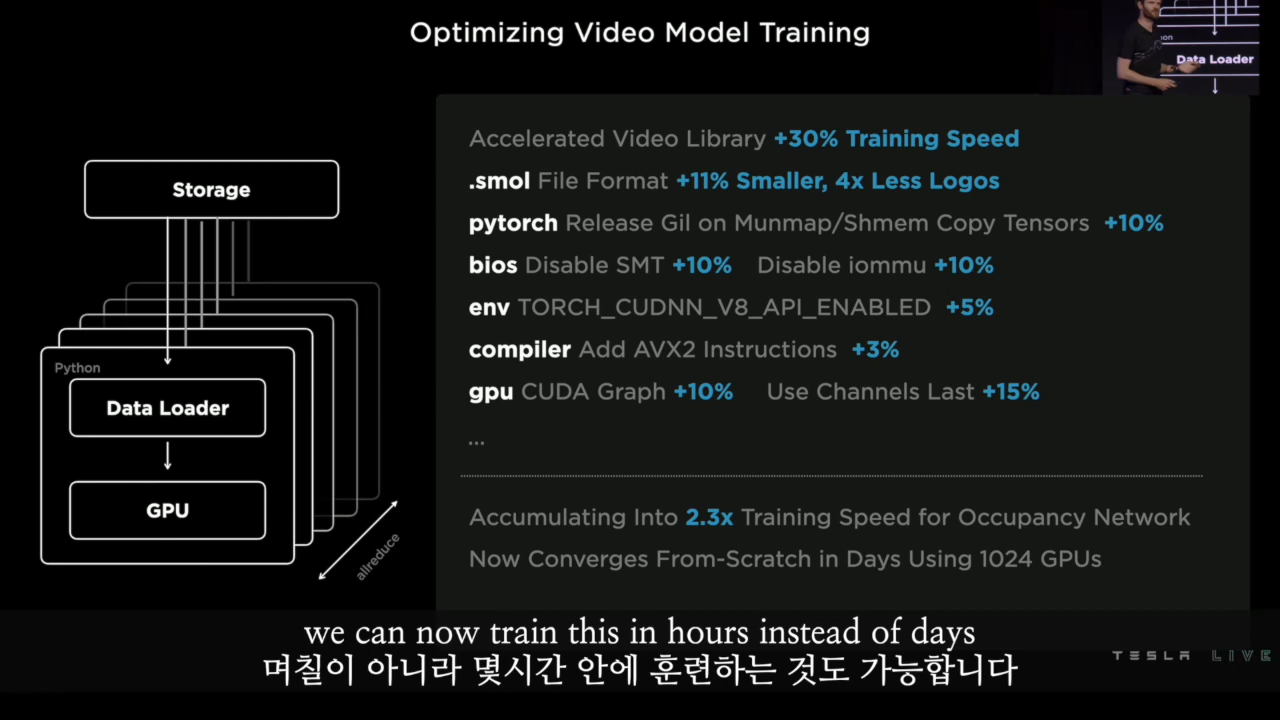 Optimizing Video Model Training
on
Data Loader
Storage
Python
Data Loader
GPU
allreduce
Accelerated Video Library +30% Training Speed
.smol File Format +11% Smaller, 4x Less Logos
pytorch Release Gil on Munmap/Shmem Copy Tensors +10%
bios Disable SMT +10% Disable iommu +10%
env TORCH_CUDNN_V8_API_ENABLED +5%
compiler Add AVX2 Instructions +3%
gpu CUDA Graph +10% Use Channels Last +15%
...
Accumulating Into 2.3x Training Speed for Occupancy Network
Now Converges From-Scratch in Days Using 1024 GPUs
we can now train this in hours instead of days
며칠이 아니라 몇시간 안에 훈련하는 것도 가능합니다
TESLA LIVE